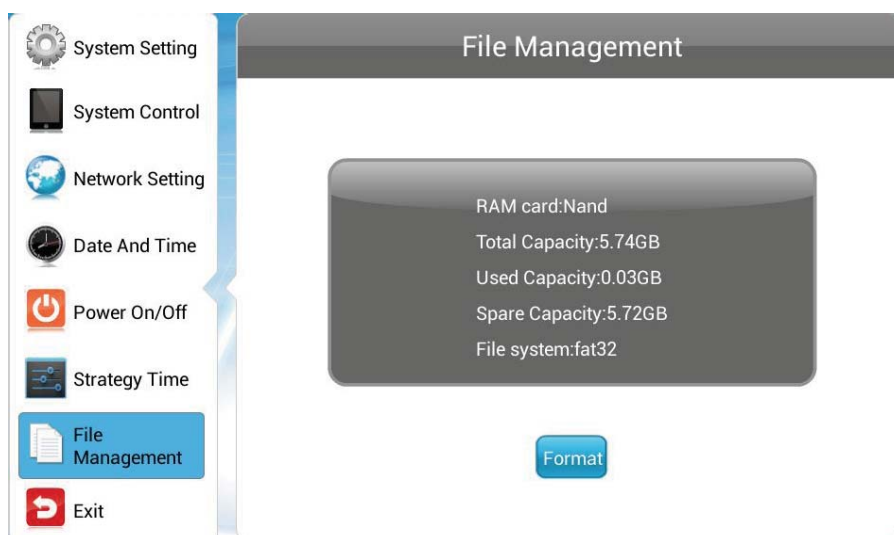 System Setting
System Control
Network Setting
Date And Time
Power On/Off
Strategy Time
File
Management
Exit
File Management
RAM card:Nand
Total Capacity:5.74GB
Used Capacity:0.03GB
Spare Capacity:5.72GB
File system:fat32
Format